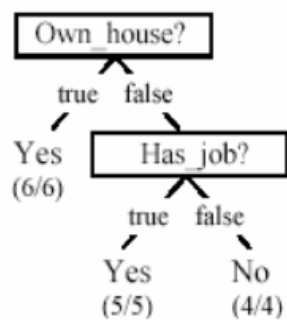 Own_house?
true false
Yes
(6/6)
Has_job?
true false
Yes No
(5/5) (4/4)